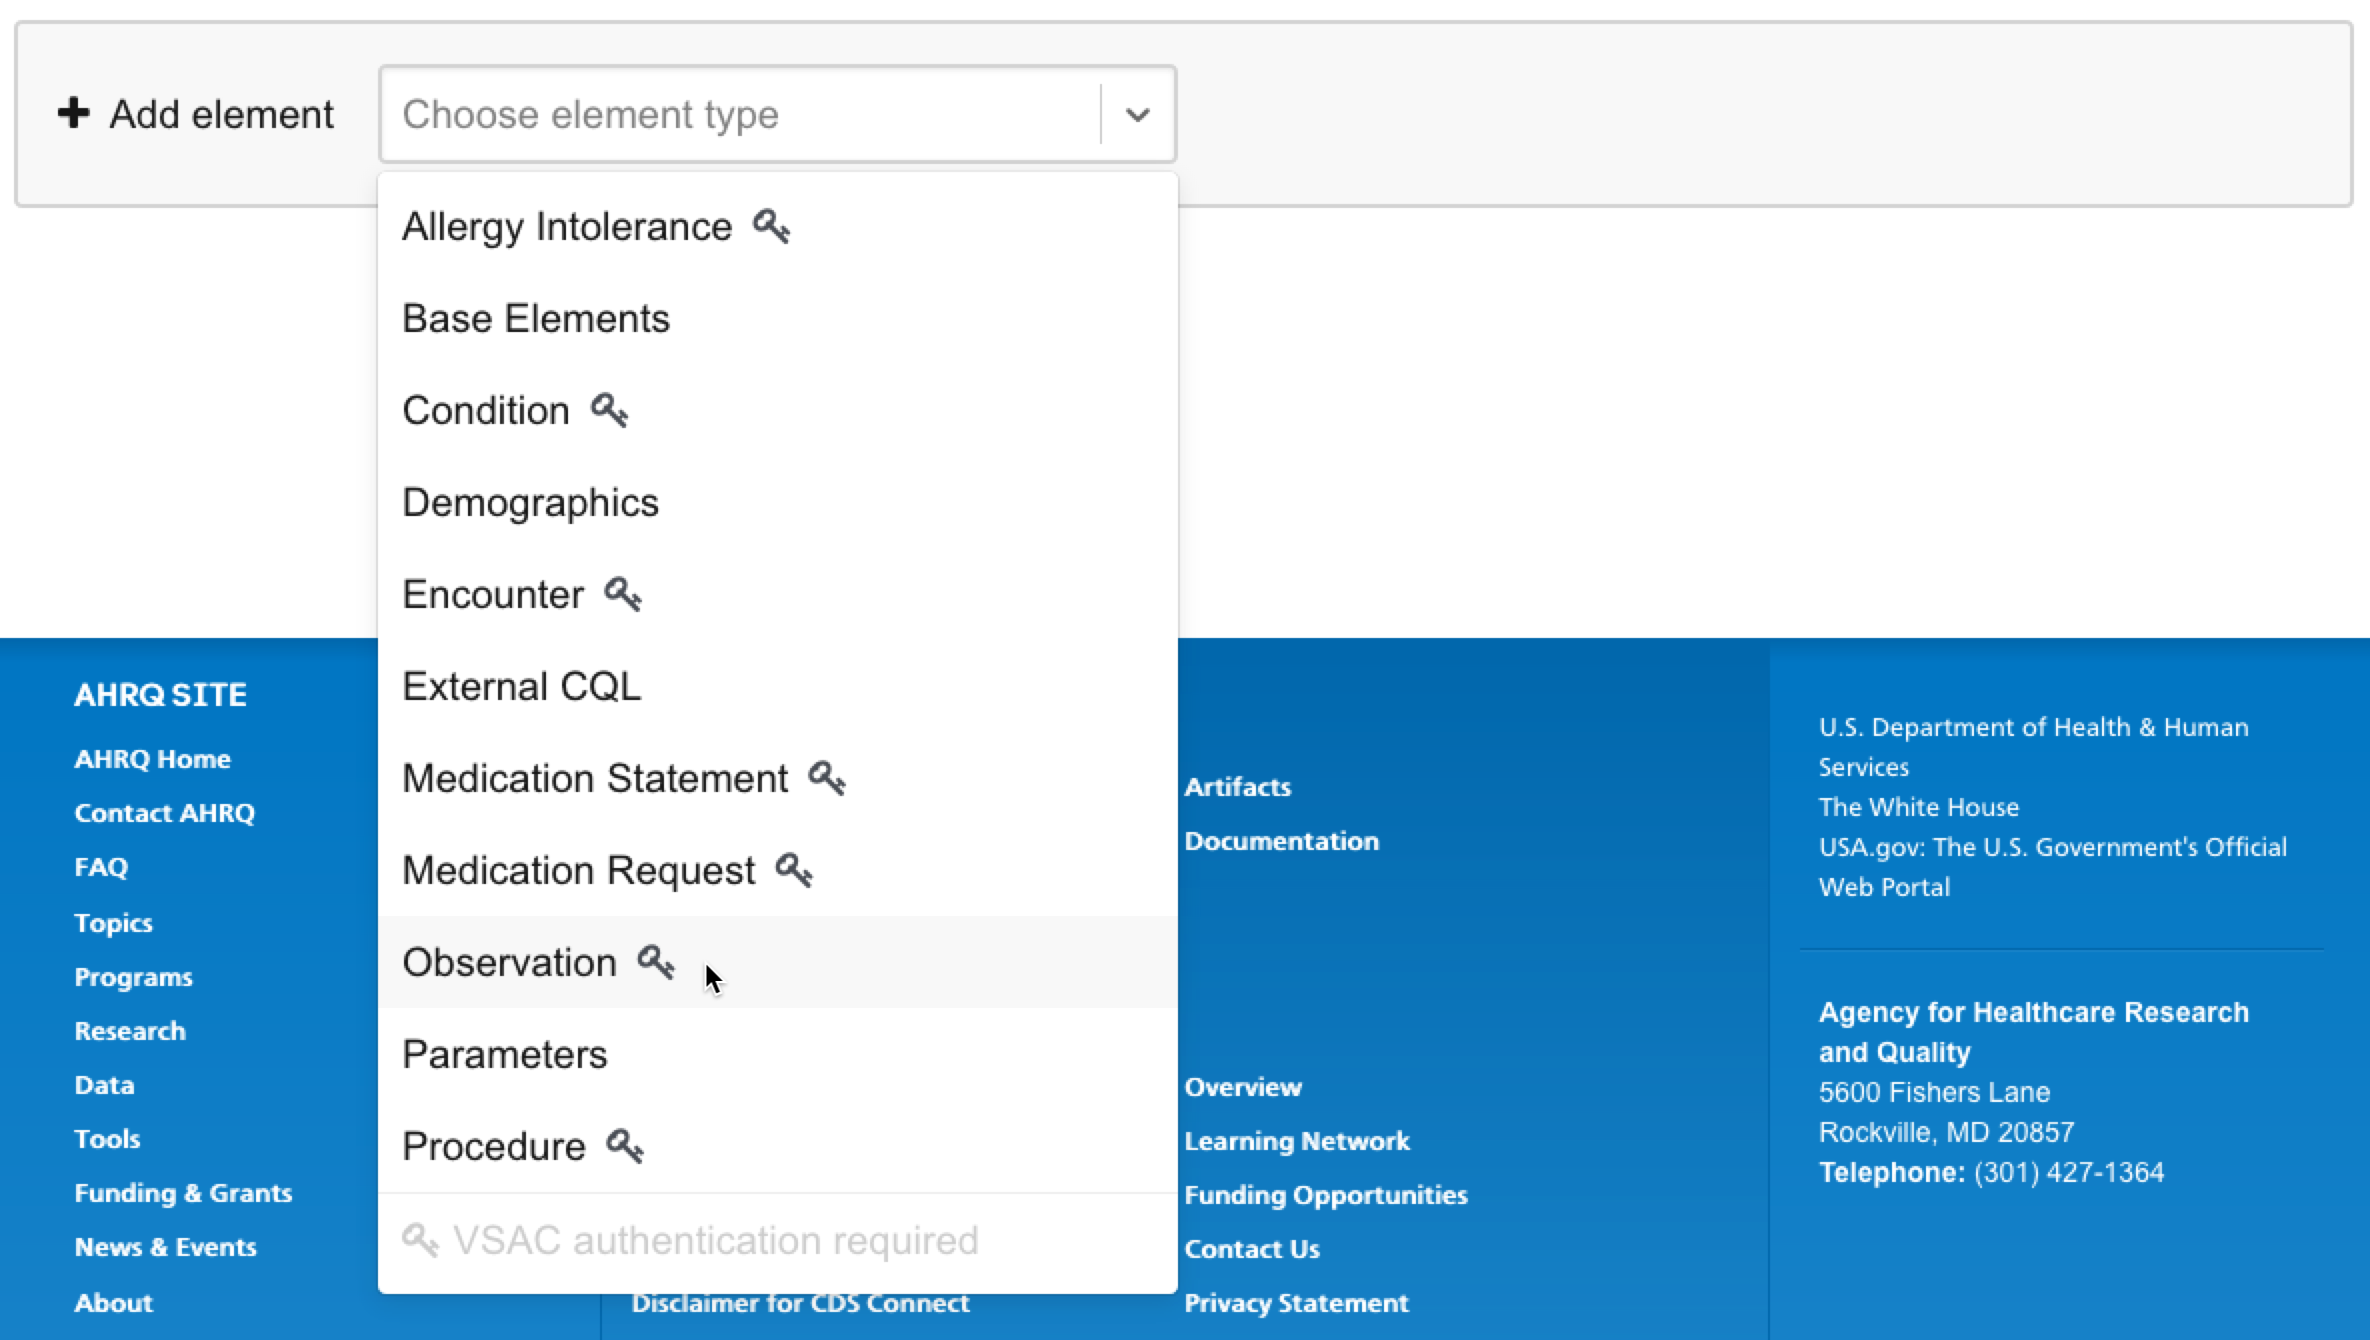 Add element
Choose element type
Allergy Intolerance
Base Elements
Condition
Demographics
Encounter
External CQL
Medication Statement
Medication Request
Observation
Parameters
Procedure
VSAC authentication required
AHRQ SITE
AHRQ Home
Contact AHRQ
FAQ
Topics
Programs
Research
Data
Tools
Funding & Grants
News & Events
About
Disclaimer for CDS Connect
Artifacts
Documentation
Overview
Learning Network
Funding Opportunities
Contact Us
Privacy Statement
U.S. Department of Health & Human
Services
The White House
USA.gov: The U.S. Government's Official
Web Portal
Agency for Healthcare Research
and Quality
5600 Fishers Lane
Rockville, MD 20857
Telephone: (301) 427-1364